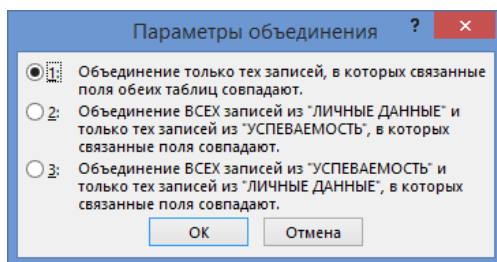 Параметры объединения ? ×
1: Объединение только тех записей, в которых связанные
поля обеих таблиц совпадают.
2: Объединение ВСЕХ записей из "ЛИЧНЫЕ ДАННЫЕ" и
только тех записей из "УСПЕВАЕМОСТЬ", в которых
связанные поля совпадают.
3: Объединение ВСЕХ записей из "УСПЕВАЕМОСТЬ" и
только тех записей из "ЛИЧНЫЕ ДАННЫЕ", в которых
связанные поля совпадают.
ОК Отмена